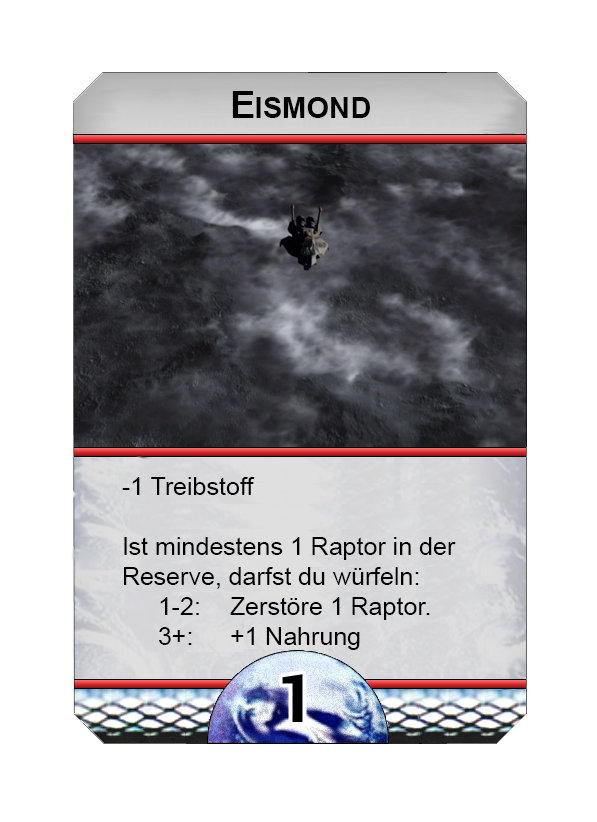 EISMOND
-1 Treibstoff
Ist mindestens 1 Raptor in der
Reserve, darfst du würfeln:
1-2: Zerstöre 1 Raptor.
3+: +1 Nahrung
1